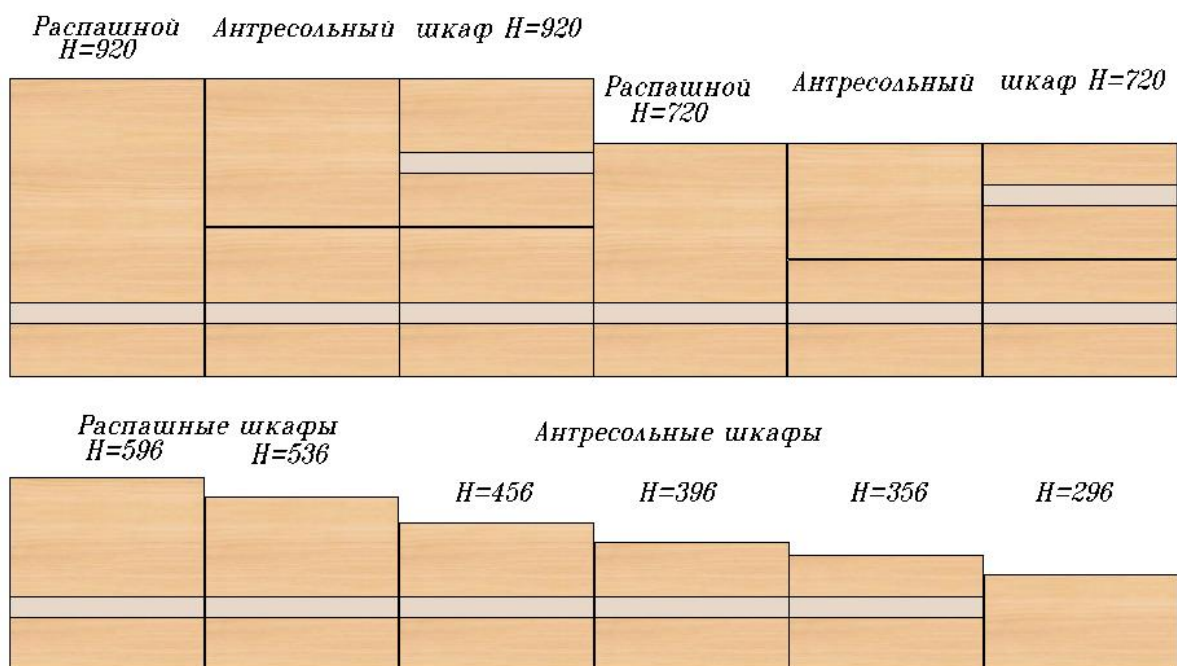 Распашной
H=920
Антресольный шкаф H=920
Распашной
H=720
Антресольный шкаф H=720
Распашные шкафы
H=596
H=536
Антресольные шкафы
H=456
H=396
H=356
H=296